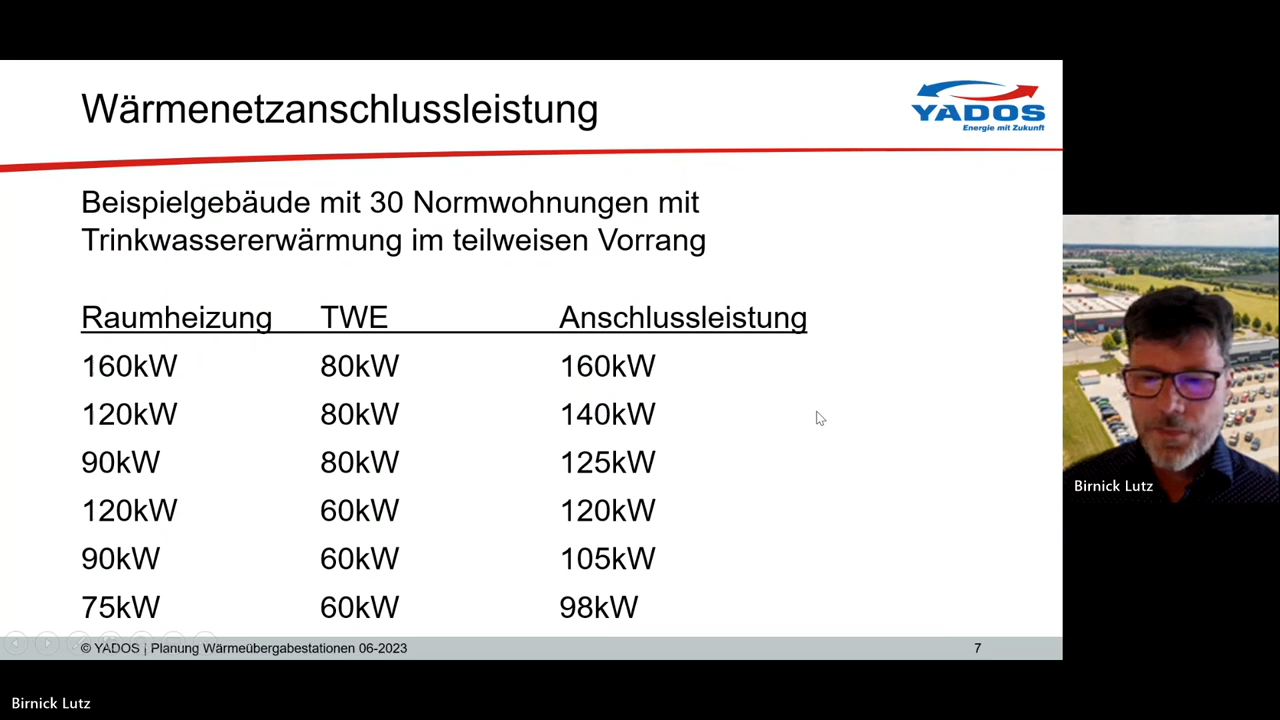 Wärmenetzanschlussleistung
YADOS
Energie mit Zukunft
Beispielgebäude mit 30 Normwohnungen mit
Trinkwassererwärmung im teilweisen Vorrang
Raumheizung TWE Anschlussleistung
160kW 80kW 160kW
120kW 80kW 140kW
90kW 80kW 125kW
120kW 60kW 120kW
90kW 60kW 105kW
75kW 60kW 98kW
© YADOS | Planung Wärmeübergabestationen 06-2023 7
Birnick Lutz
Birnick Lutz